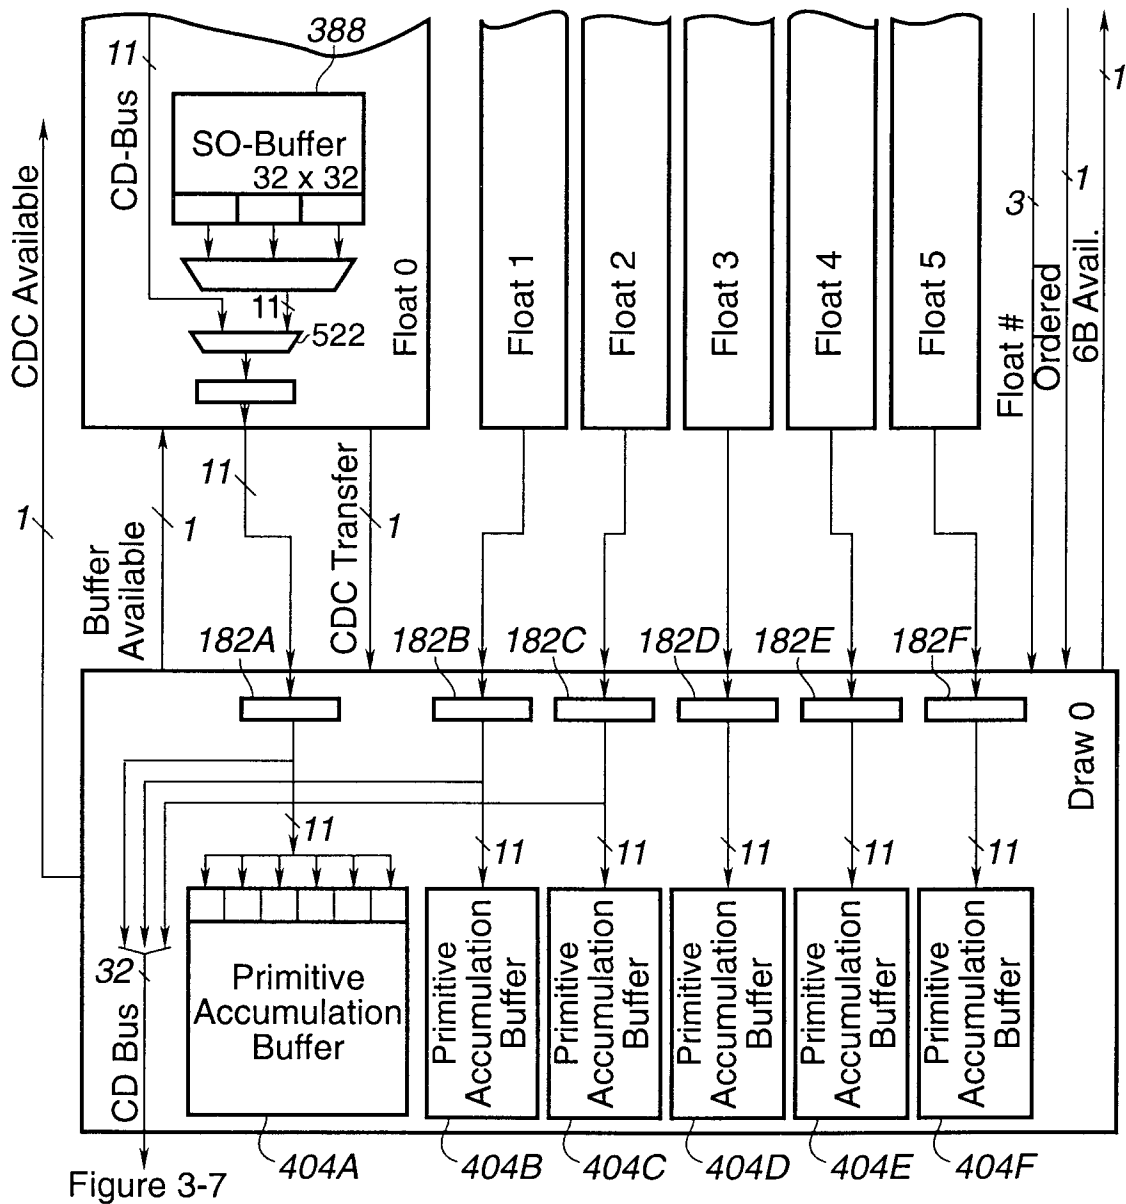 388
11
CD-Bus
SO-Buffer
32 x 32
11
522
Float 0
Float 1
Float 2
Float 3
Float 4
Float 5
CDC Available
1
3
Float #
Ordered
1
6B Avail.
1
Buffer
Available
1
11
CDC Transfer
1
182A
182B
182C
182D
182E
182F
Draw 0
11
11
11
11
11
11
32
CD Bus
Primitive
Accumulation
Buffer
Primitive
Accumulation
Buffer
Primitive
Accumulation
Buffer
Primitive
Accumulation
Buffer
Primitive
Accumulation
Buffer
Primitive
Accumulation
Buffer
404A
404B
404C
404D
404E
404F
Figure 3-7